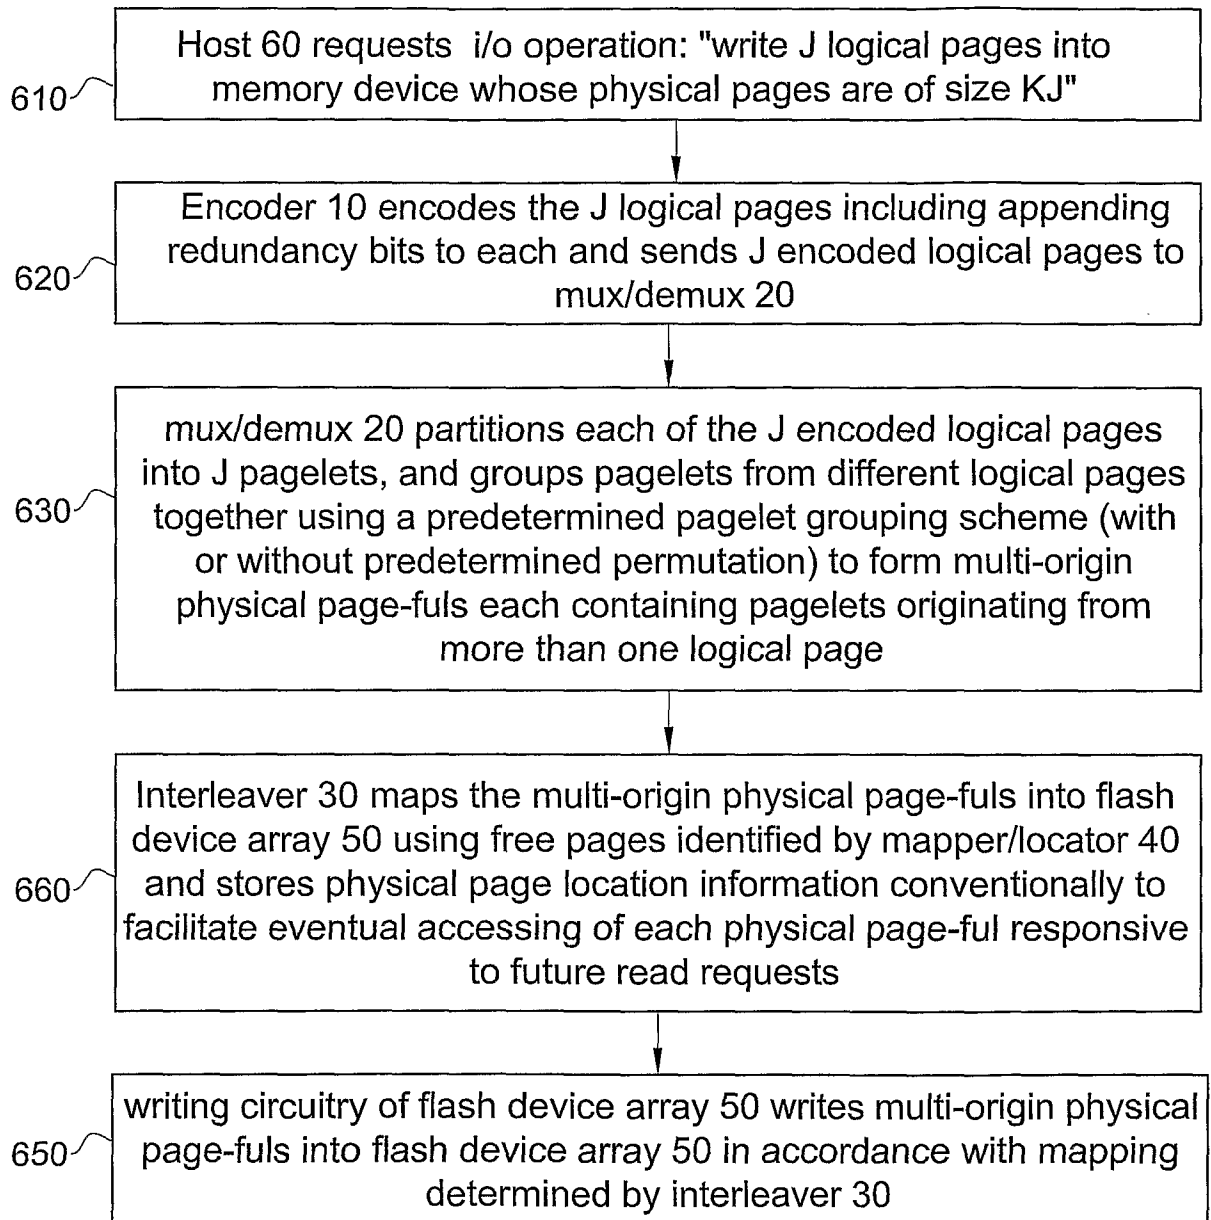 Host 60 requests i/o operation: "write J logical pages into
memory device whose physical pages are of size KJ"
610
Encoder 10 encodes the J logical pages including appending
redundancy bits to each and sends J encoded logical pages to
mux/demux 20
620
mux/demux 20 partitions each of the J encoded logical pages
into J pagelets, and groups pagelets from different logical pages
together using a predetermined pagelet grouping scheme (with
or without predetermined permutation) to form multi-origin
physical page-fuls each containing pagelets originating from
more than one logical page
630
Interleaver 30 maps the multi-origin physical page-fuls into flash
device array 50 using free pages identified by mapper/locator 40
and stores physical page location information conventionally to
facilitate eventual accessing of each physical page-ful responsive
to future read requests
660
writing circuitry of flash device array 50 writes multi-origin physical
page-fuls into flash device array 50 in accordance with mapping
determined by interleaver 30
650